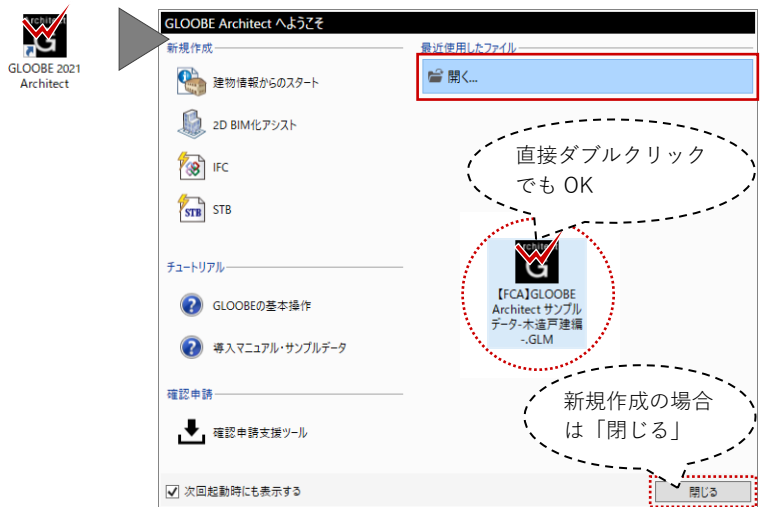 Architect
GLOOBE 2021
Architect
GLOOBE Architect へようこそ
新規作成
建物情報からのスタート
2D BIM化アシスト
IFC
STB
STB
チュートリアル
GLOOBEの基本操作
導入マニュアル・サンプルデータ
確認申請
確認申請支援ツール
次回起動時にも表示する
最近使用したファイル
開く...
直接ダブルクリック
でも OK
Architect
G
【FCA】GLOOBE
Architect サンプル
データ-木造戸建編
-.GLM
新規作成の場合
は「閉じる」
閉じる